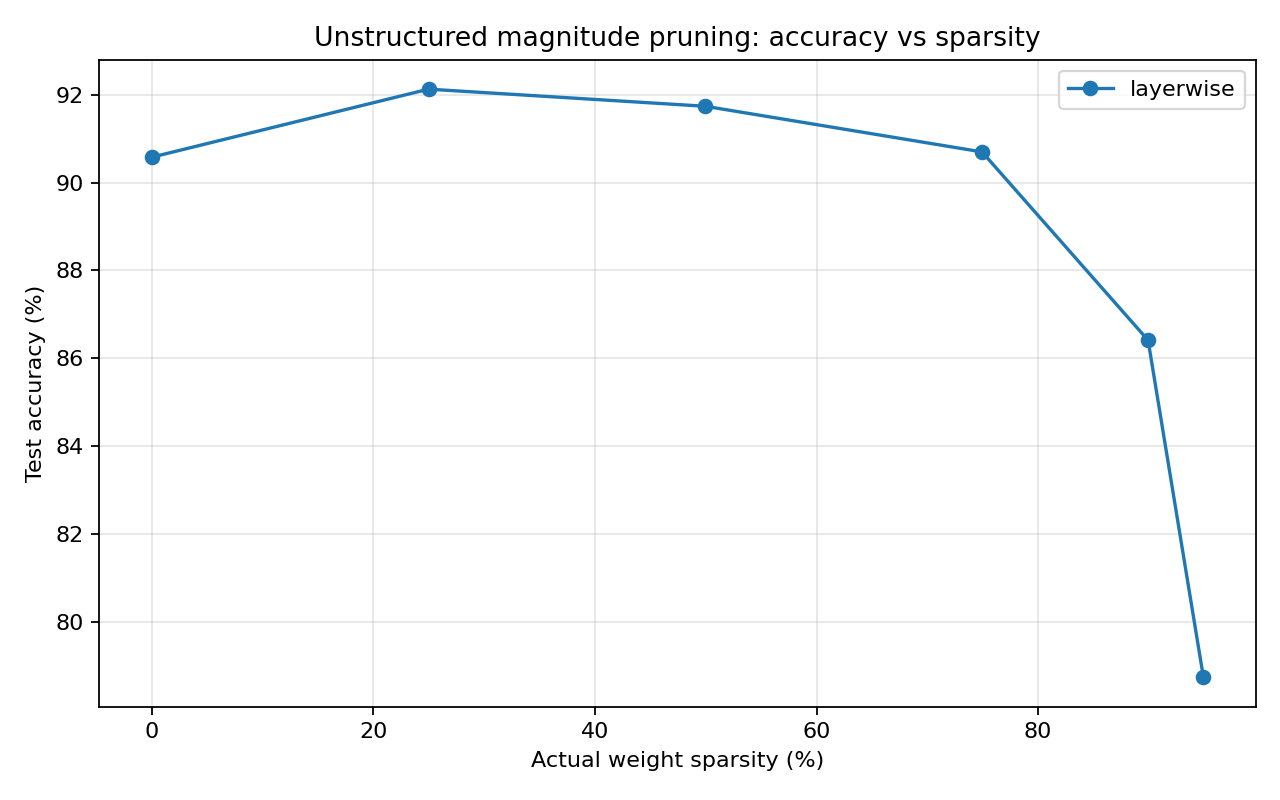 Unstructured magnitude pruning: accuracy vs sparsity
layerwise
92
90
88
86
84
82
80
Test accuracy (%)
0 20 40 60 80
Actual weight sparsity (%)